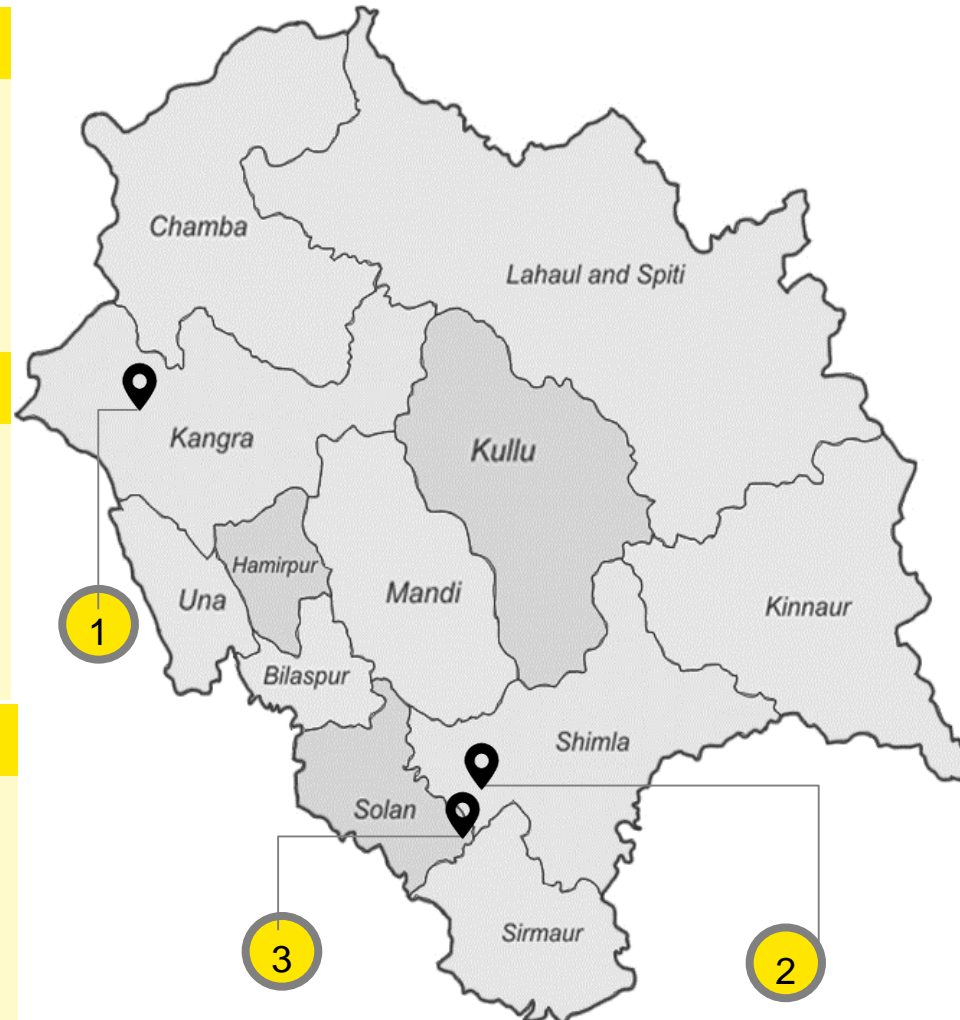 Chamba
Lahaul and Spiti
Kangra
Kullu
Hamirpur
Una
Mandi
Kinnaur
1
Bilaspur
Shimla
Solan
Sirmaur
3
2